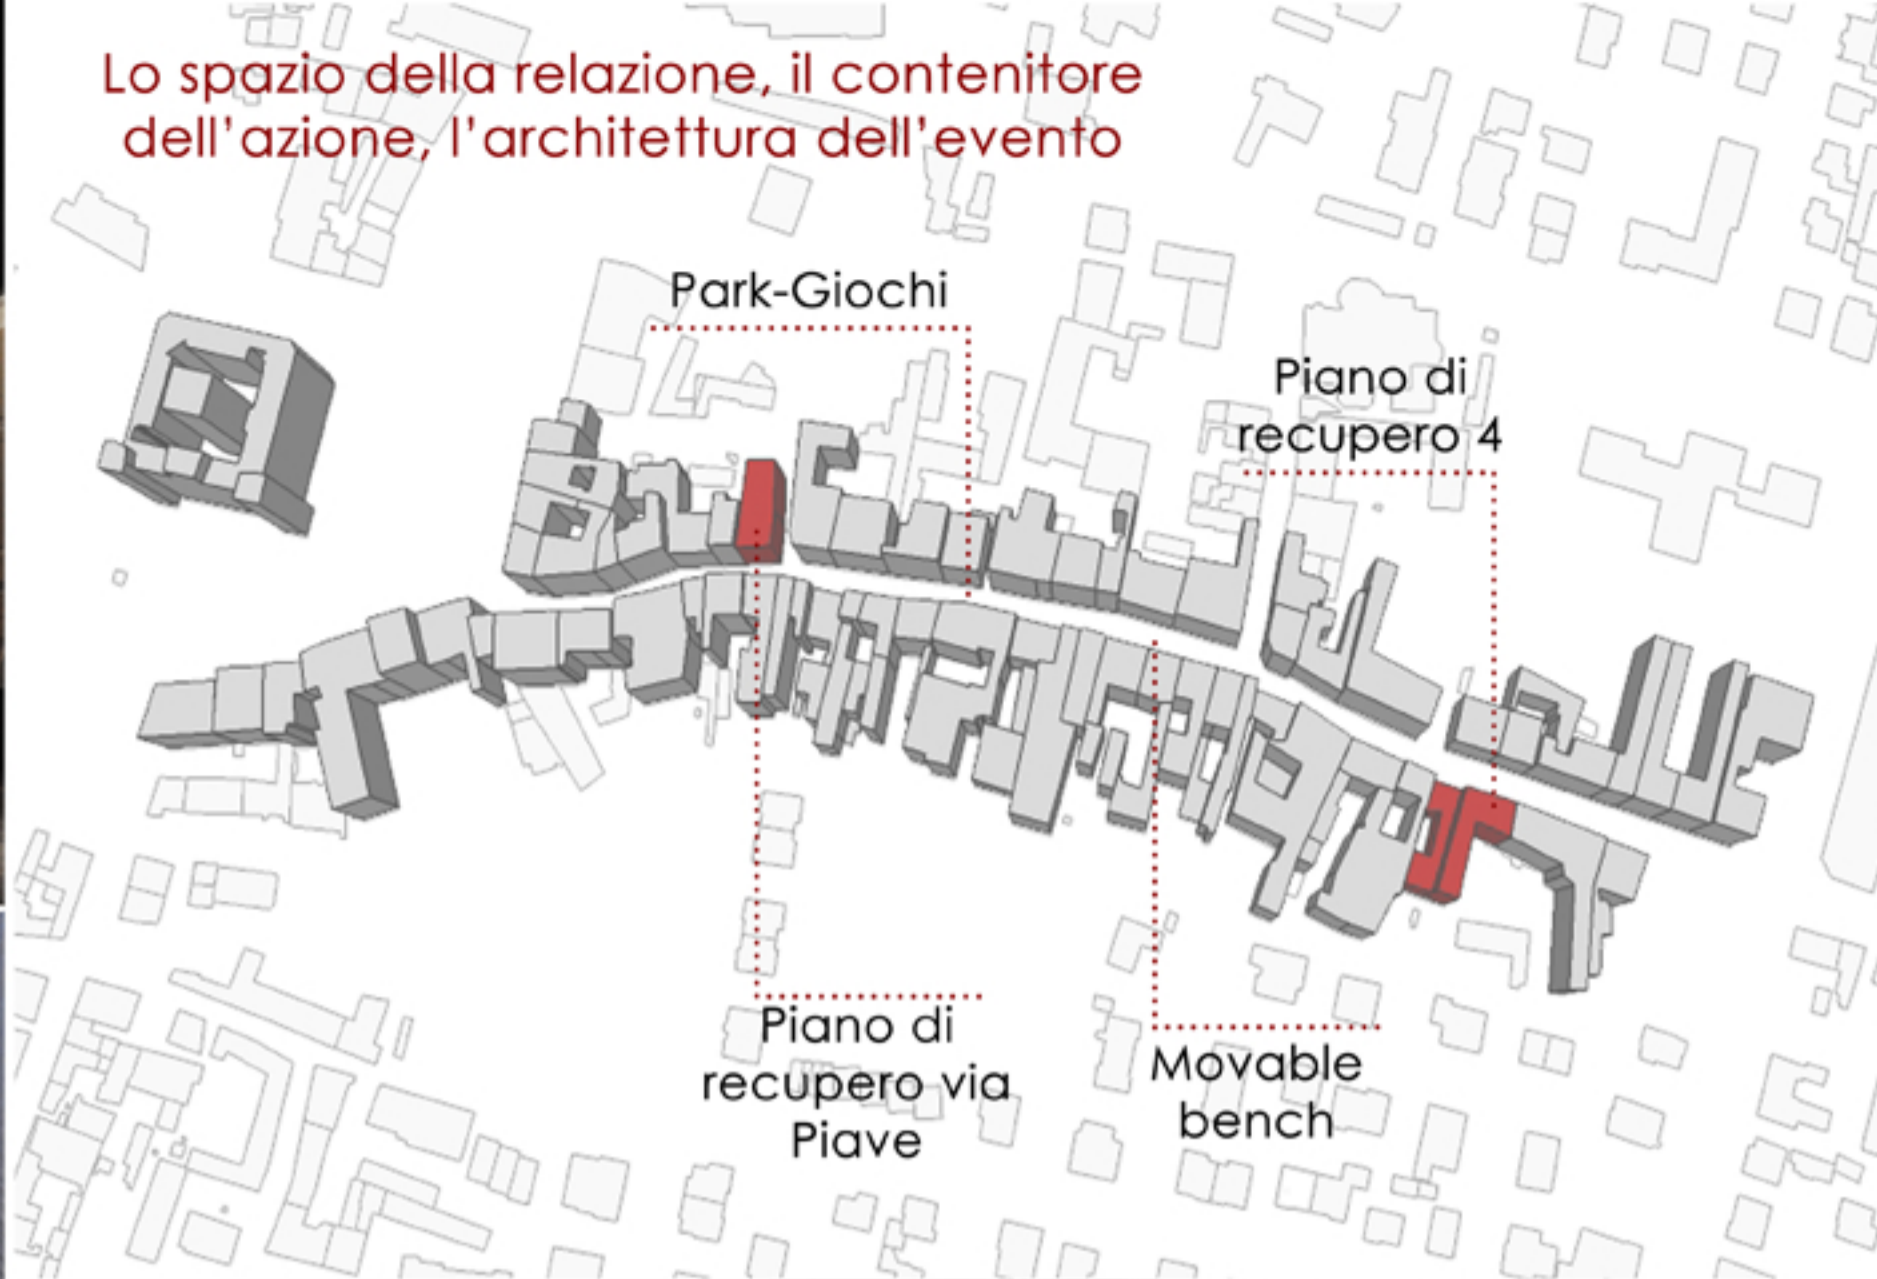 Lo spazio della relazione, il contenitore
dell'azione, l'architettura dell'evento
Park-Giochi
Piano di
recupero 4
Piano di
recupero via
Piave
Movable
bench